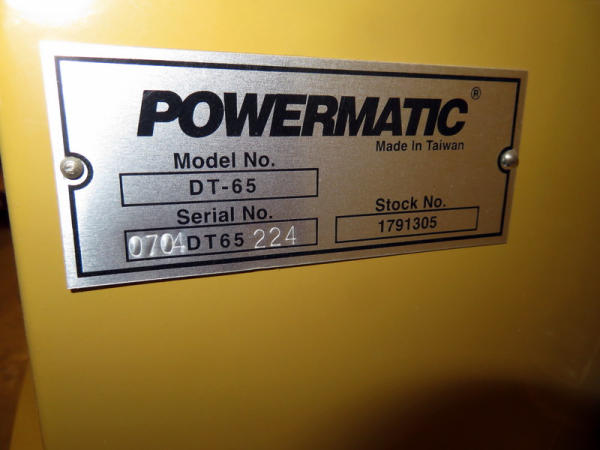 POWERMATIC®
Made In Taiwan
Model No.
DT-65
Serial No.
0704DT65 224
Stock No.
1791305